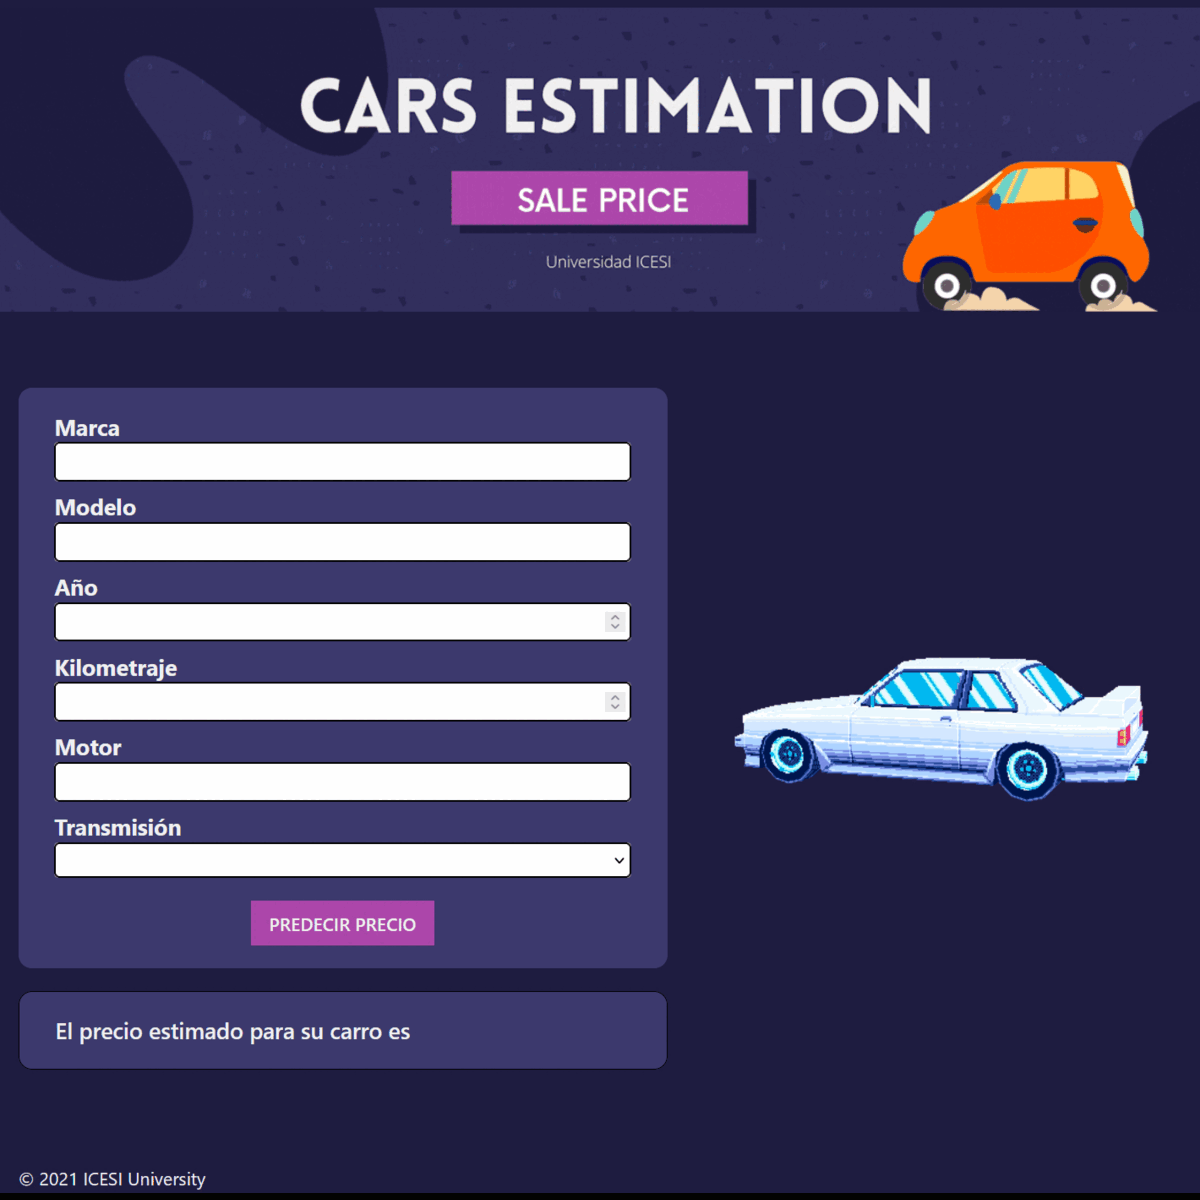 CARS ESTIMATION
SALE PRICE
Universidad ICESI
Marca
Modelo
Año
Kilometraje
Motor
Transmisión
PREDECIR PRECIO
El precio estimado para su carro es
© 2021 ICESI University